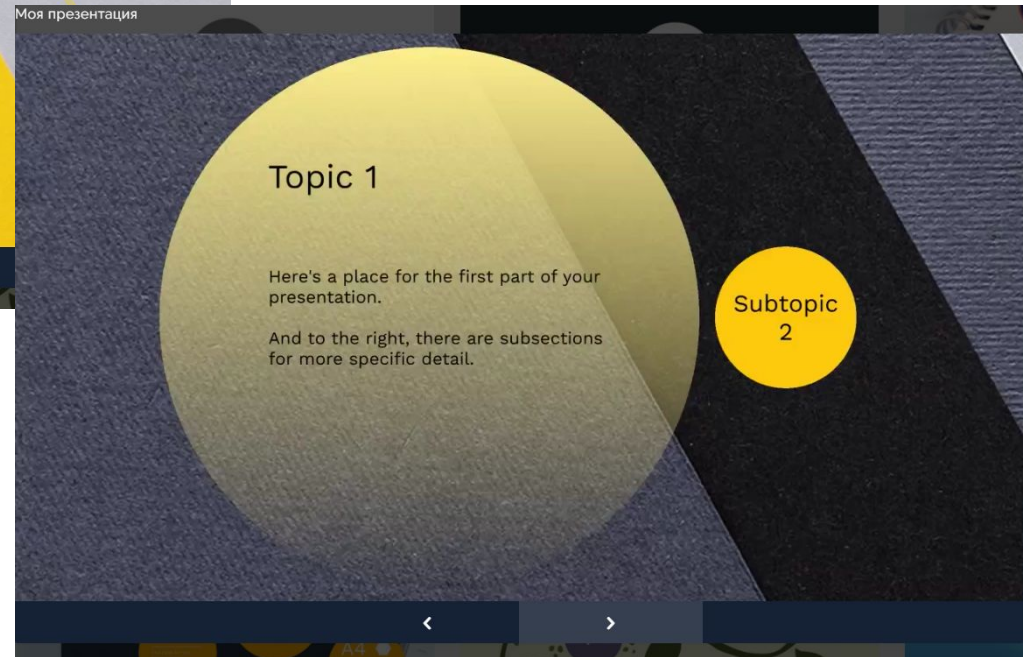 Моя презентация
Topic 1
Here's a place for the first part of your
presentation.
And to the right, there are subsections
for more specific detail.
Subtopic
2
A4